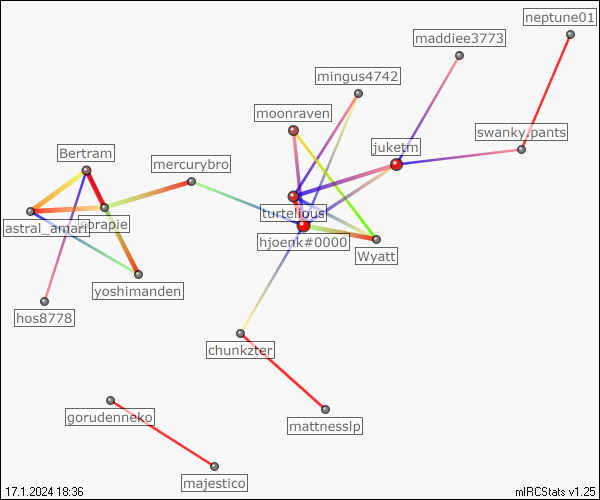 neptune01
maddiee3773
mingus4742
moonraven
swanky.pants
juketm
Bertram
mercurybro
turtelious
astral_amari
hjoenk#0000
Wyatt
yoshimanden
hos8778
chunkzter
gorudenneko
mattnesslp
majestico
17.1.2024 18:36
mIRCStats v1.25